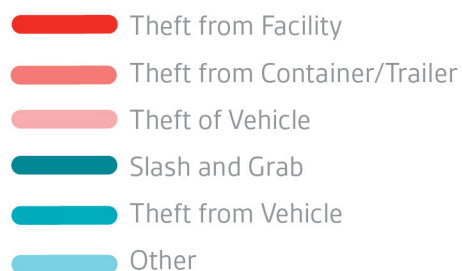 Theft from Facility
Theft from Container/Trailer
Theft of Vehicle
Slash and Grab
Theft from Vehicle
Other